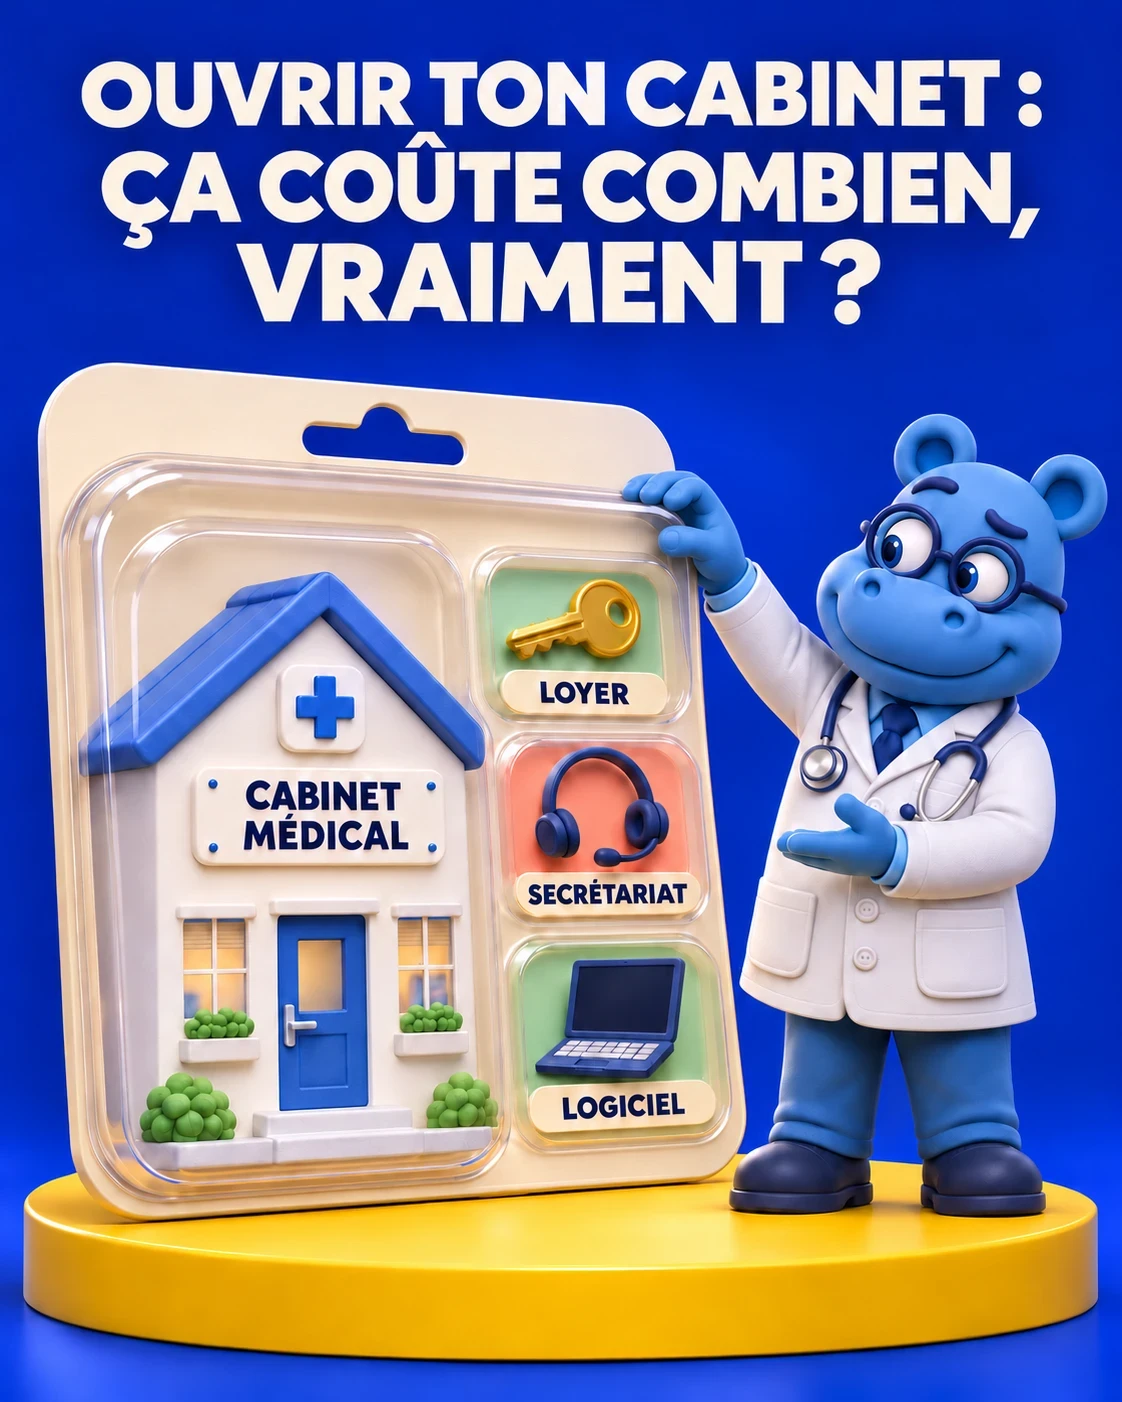 OUVRIR TON CABINET :
ÇA COÛTE COMBIEN,
VRAIMENT ?
LOYER
CABINET
MÉDICAL
SECRÉTARIAT
LOGICIEL